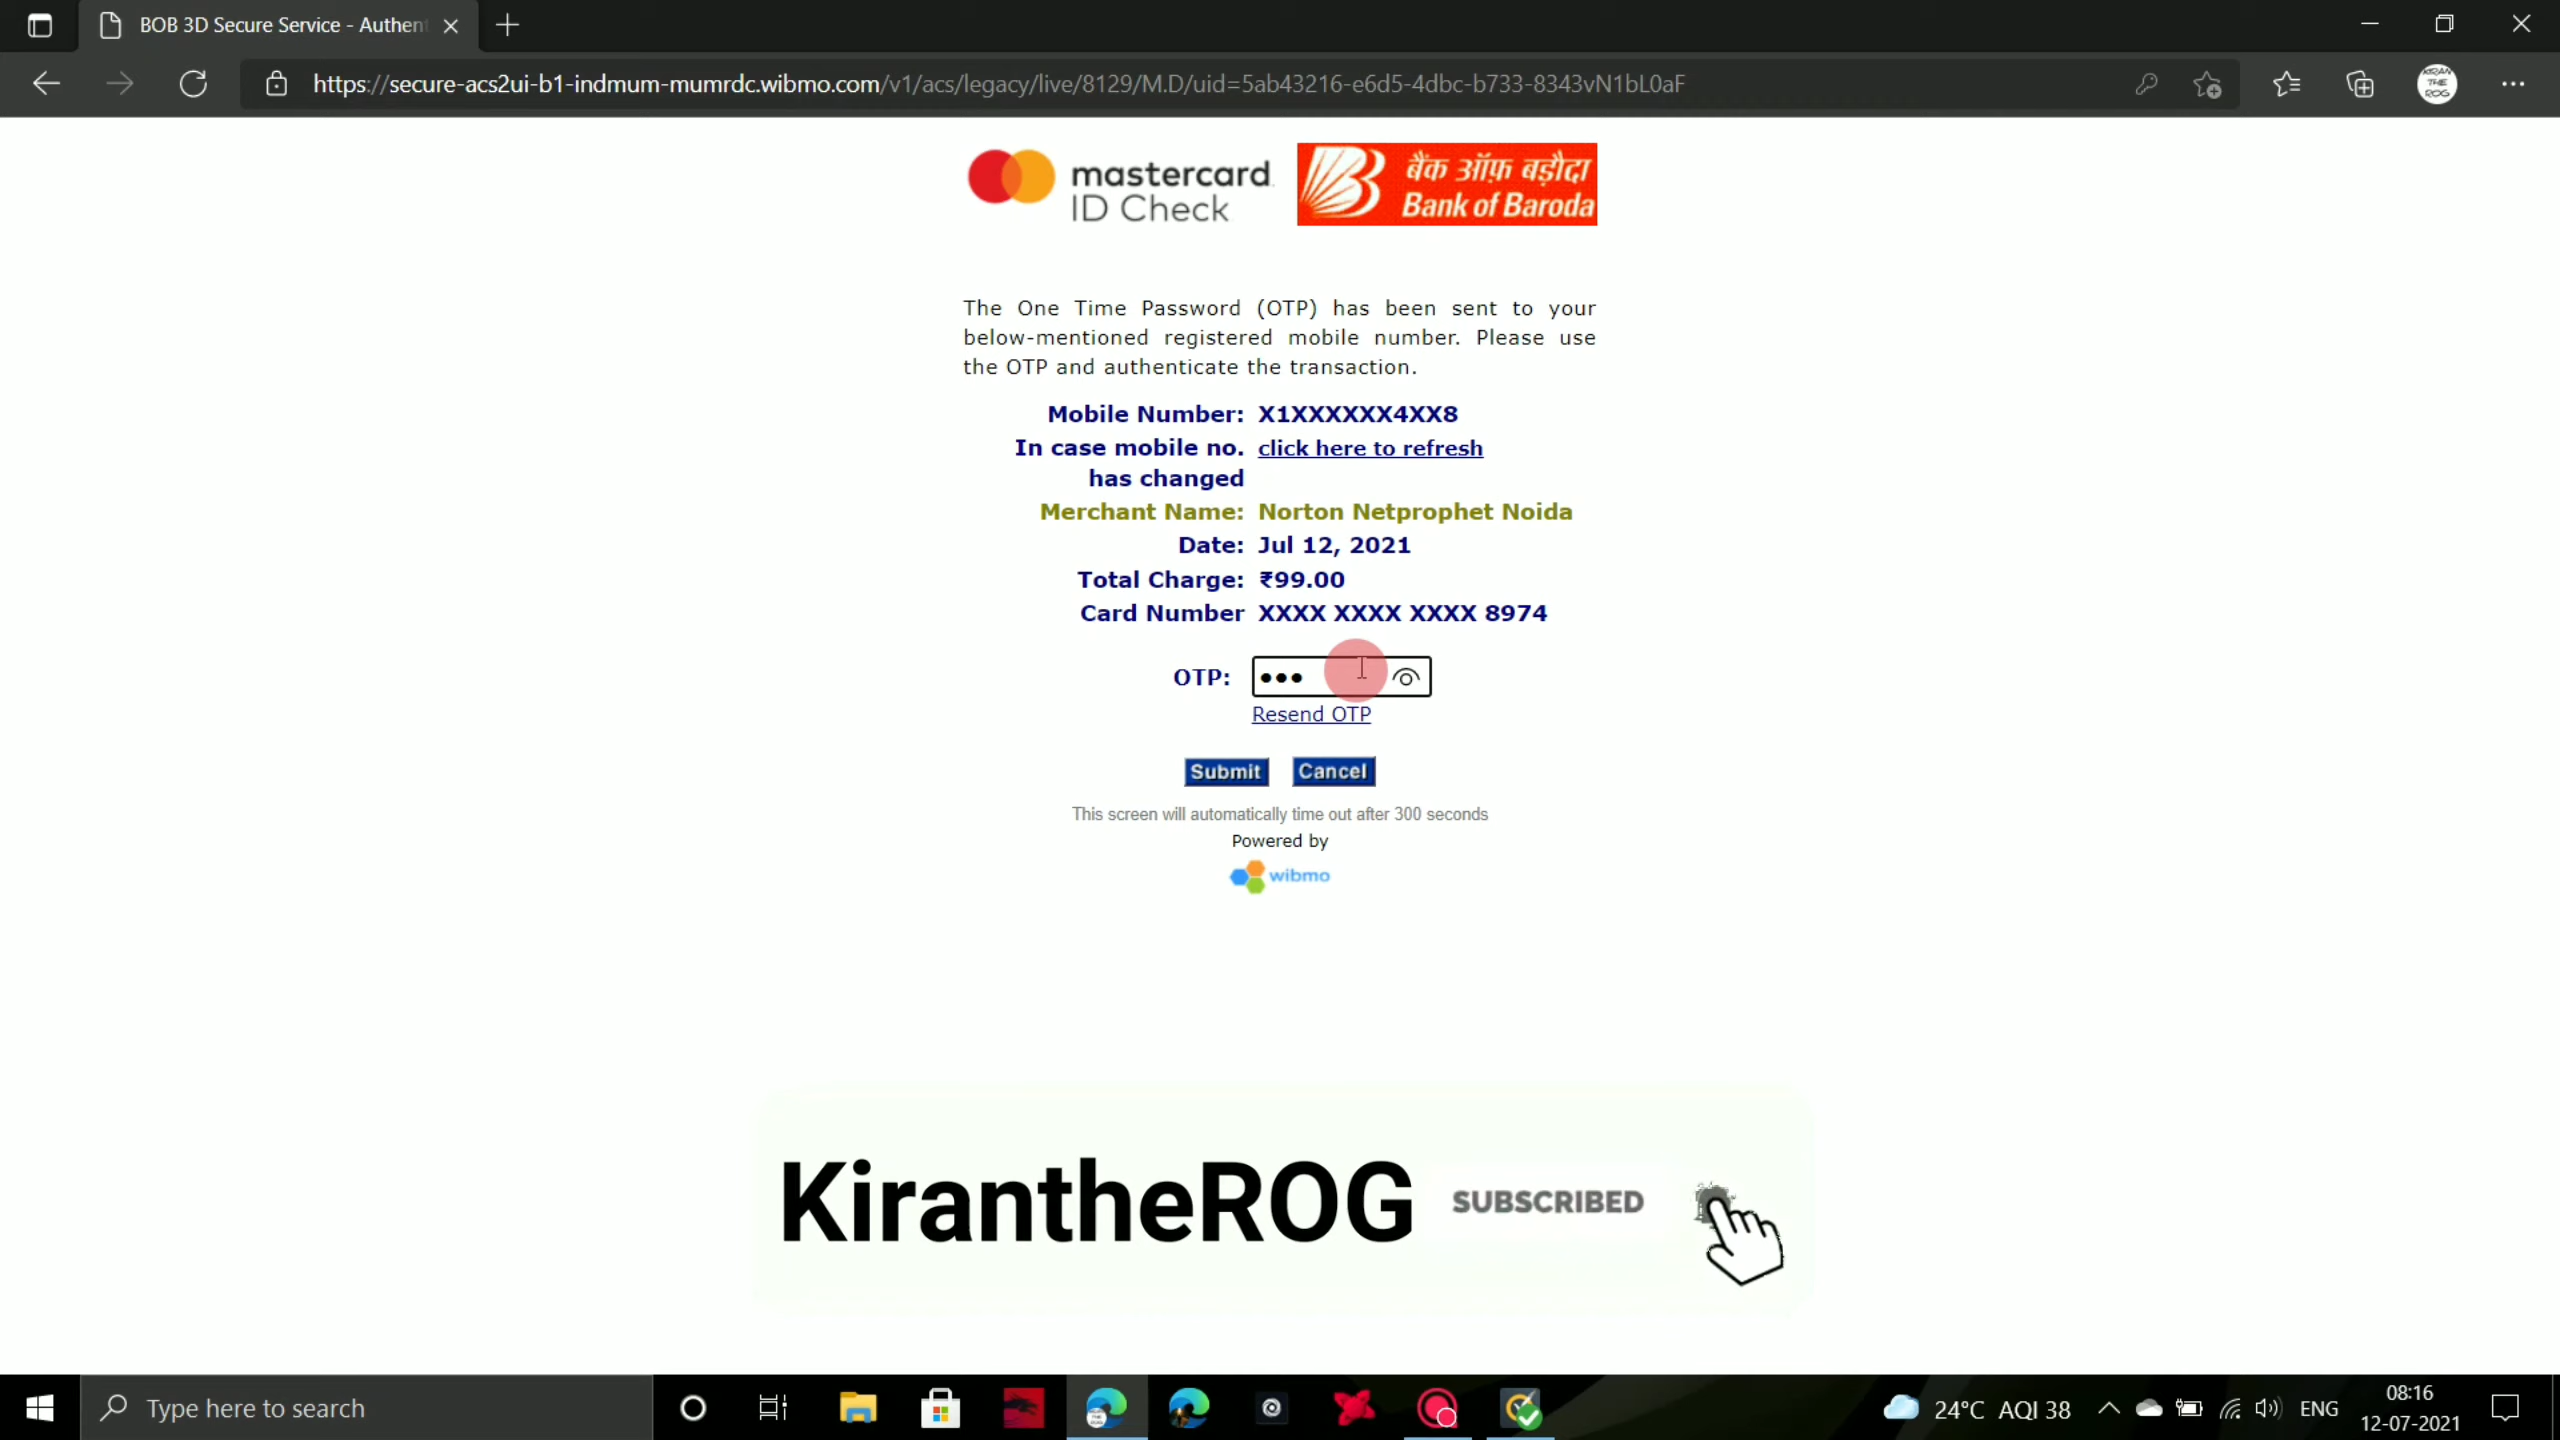 BOB 3D Secure Service - Authent
https://secure-acs2ui-b1-indmum-mumrdc.wibmo.com/v1/acs/legacy/live/8129/M.D/uid=5ab43216-e6d5-4dbc-b733-8343vN1bL0aF
KIRAN
THE
ROG
mastercard
ID Check
बैंक ऑफ़ बड़ौदा
Bank of Baroda
The One Time Password (OTP) has been sent to your
below-mentioned registered mobile number. Please use
the OTP and authenticate the transaction.
Mobile Number: X1XXXXXX4XX8
In case mobile no. click here to refresh
has changed
Merchant Name: Norton Netprophet Noida
Date: Jul 12, 2021
Total Charge: ₹99.00
Card Number XXXX XXXX XXXX 8974
OTP: •••
Resend OTP
Submit Cancel
This screen will automatically time out after 300 seconds
Powered by
wibmo
KirantheROG SUBSCRIBED
Type here to search
24°C AQI 38
ENG
08:16
12-07-2021